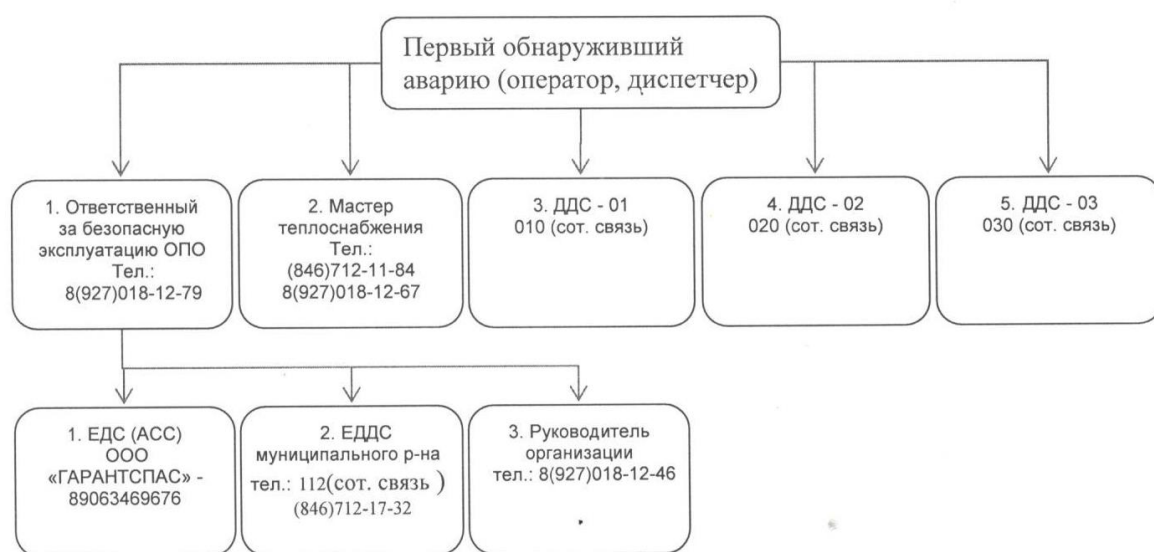 Первый обнаруживший
аварию (оператор, диспетчер)
1. Ответственный
за безопасную
эксплуатацию ОПО
Тел.:
8(927)018-12-79
2. Мастер
теплоснабжения
Тел.:
(846)712-11-84
8(927)018-12-67
3. ДДС - 01
010 (сот. связь)
4. ДДС - 02
020 (сот. связь)
5. ДДС - 03
030 (сот. связь)
1. ЕДС (АСС)
ООО
«ГАРАНТСПАС» -
89063469676
2. ЕДДС
муниципального р-на
тел.: 112(сот. связь )
(846)712-17-32
3. Руководитель
организации
тел.: 8(927)018-12-46